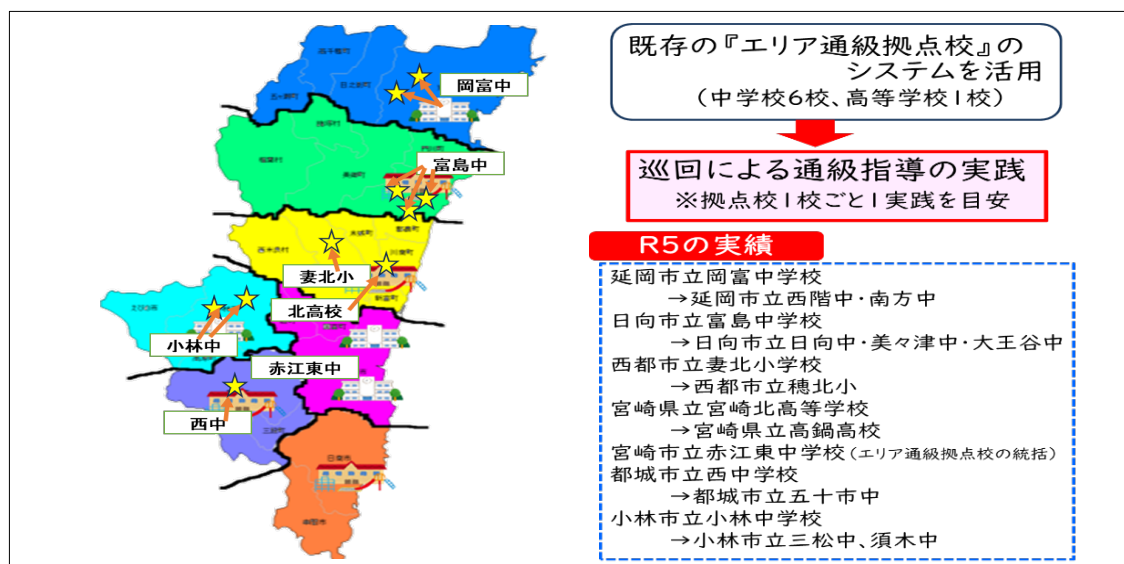 岡富中
富島中
妻北小
北高校
小林中
赤江東中
西中
西米良村
日南市
串間市
既存の『エリア通級拠点校』の
システムを活用
(中学校6校、高等学校1校)
巡回による通級指導の実践
※拠点校1校ごと1実践を目安
R5の実績
延岡市立岡富中学校
→延岡市立西階中・南方中
日向市立富島中学校
→日向市立日向中・美々津中・大王谷中
西都市立妻北小学校
→西都市立穂北小
宮崎県立宮崎北高等学校
→宮崎県立高鍋高校
宮崎市立赤江東中学校(エリア通級拠点校の統括)
都城市立西中学校
→都城市立五十市中
小林市立小林中学校
→小林市立三松中、須木中